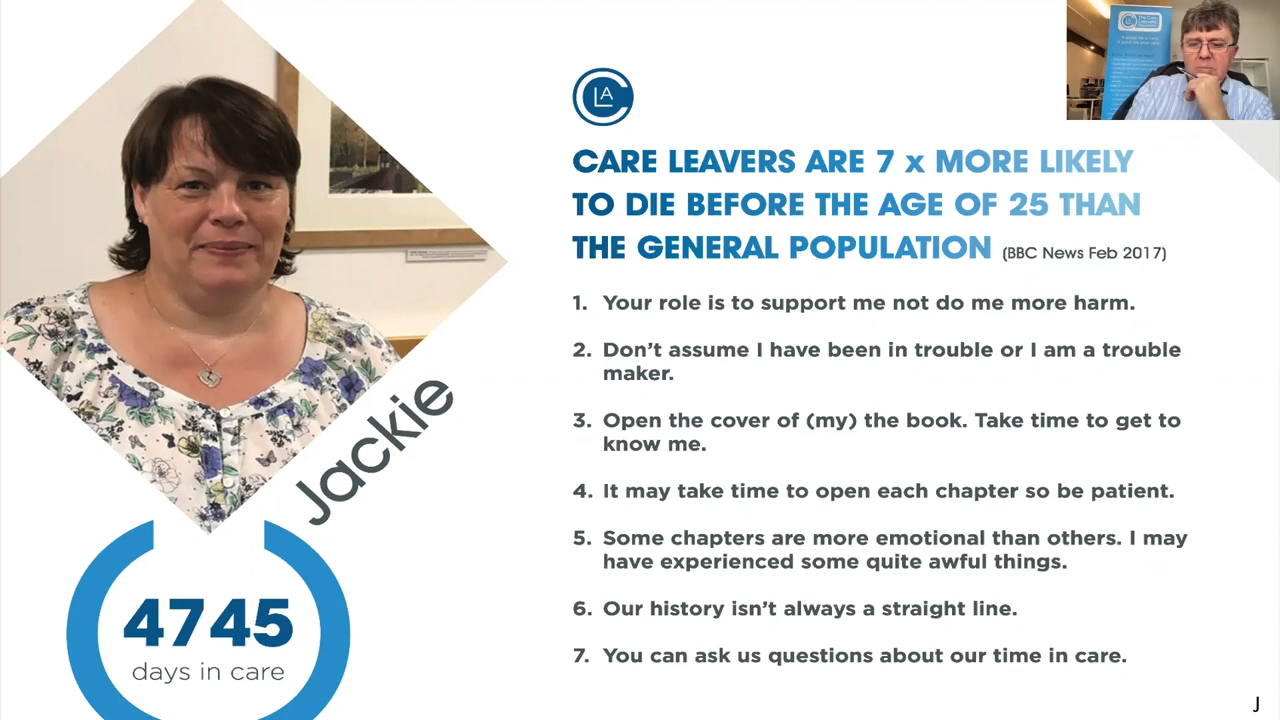 CLA
CARE LEAVERS ARE 7 x MORE LIKELY
TO DIE BEFORE THE AGE OF 25 THAN
THE GENERAL POPULATION (BBC News Feb 2017)
1. Your role is to support me not do me more harm.
2. Don't assume I have been in trouble or I am a trouble
maker.
3. Open the cover of (my) the book. Take time to get to
know me.
4. It may take time to open each chapter so be patient.
5. Some chapters are more emotional than others. I may
have experienced some quite awful things.
6. Our history isn't always a straight line.
7. You can ask us questions about our time in care.
Jackie
4745
days in care
J